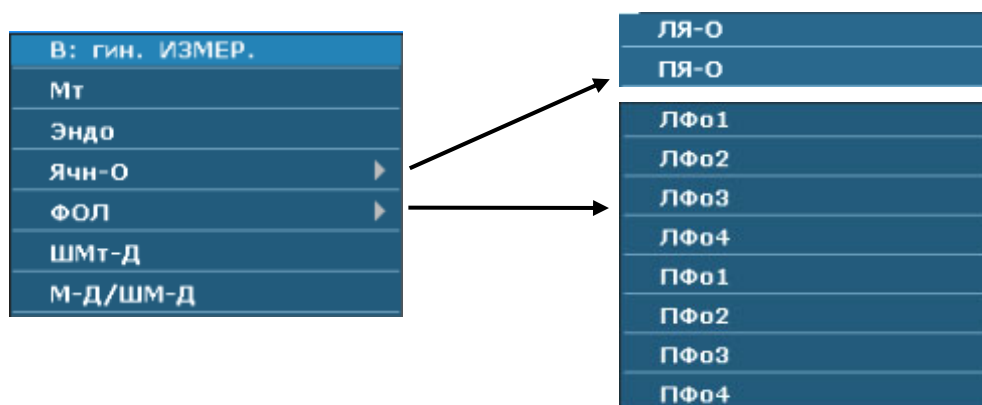 В: гин. ИЗМЕР.
Мт
Эндо
Ячн-О
ФОЛ
ШМт-Д
М-Д/ШМ-Д
ЛЯ-О
ПЯ-О
ЛФо1
ЛФо2
ЛФо3
ЛФо4
ПФо1
ПФо2
ПФо3
ПФо4